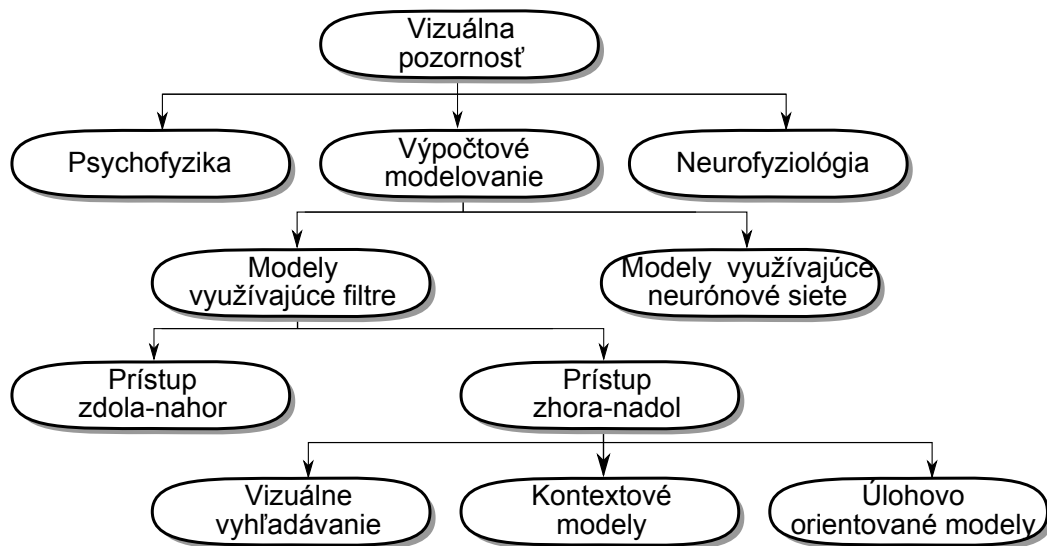 Vizuálna
pozornosť
Psychofyzika
Výpočtové
modelovanie
Neurofyziológia
Modely
využívajúce filtre
Modely využívajúce
neurónové siete
Prístup
zdola-nahor
Prístup
zhora-nadol
Vizuálne
vyhľadávanie
Kontextové
modely
Úlohovo
orientované modely